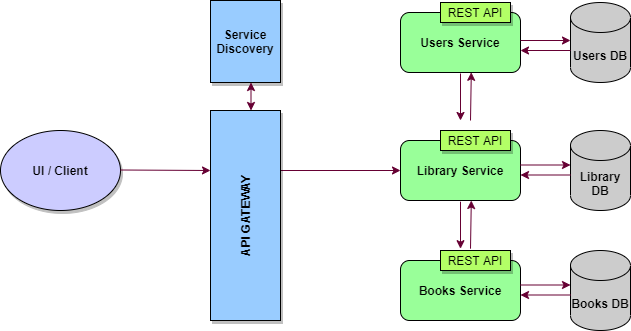 REST API
Service
Discovery
Users Service
Users DB
REST API
UI / Client
API GATEWAY
Library Service
Library
DB
REST API
Books Service
Books DB